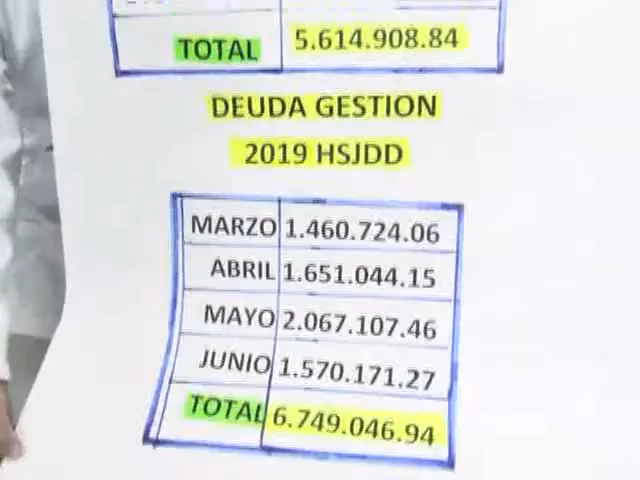 TOTAL 5.614.908.84
DEUDA GESTION
2019 HSJDD
MARZO 1.460.724.06
ABRIL 1.651.044.15
MAYO 2.067.107.46
JUNIO 1.570.171.27
TOTAL 6.749.046.94